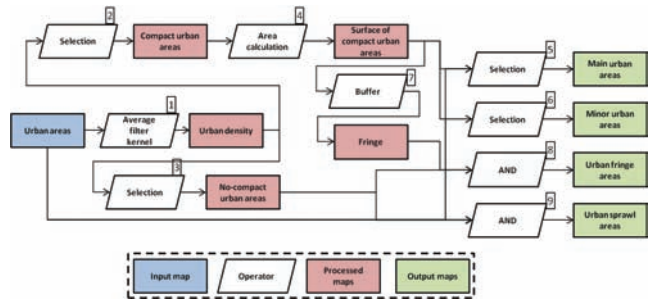 2
Selection
Compact urban
areas
4
Area
calculation
Surface of
compact urban
areas
5
Selection
Main urban
areas
7
Buffer
6
Selection
Minor urban
areas
Urban areas
1
Average
filter
kernel
Urban density
Fringe
8
AND
Urban fringe
areas
3
Selection
No-compact
urban areas
9
AND
Urban sprawl
areas
Input map
Operator
Processed
maps
Output maps